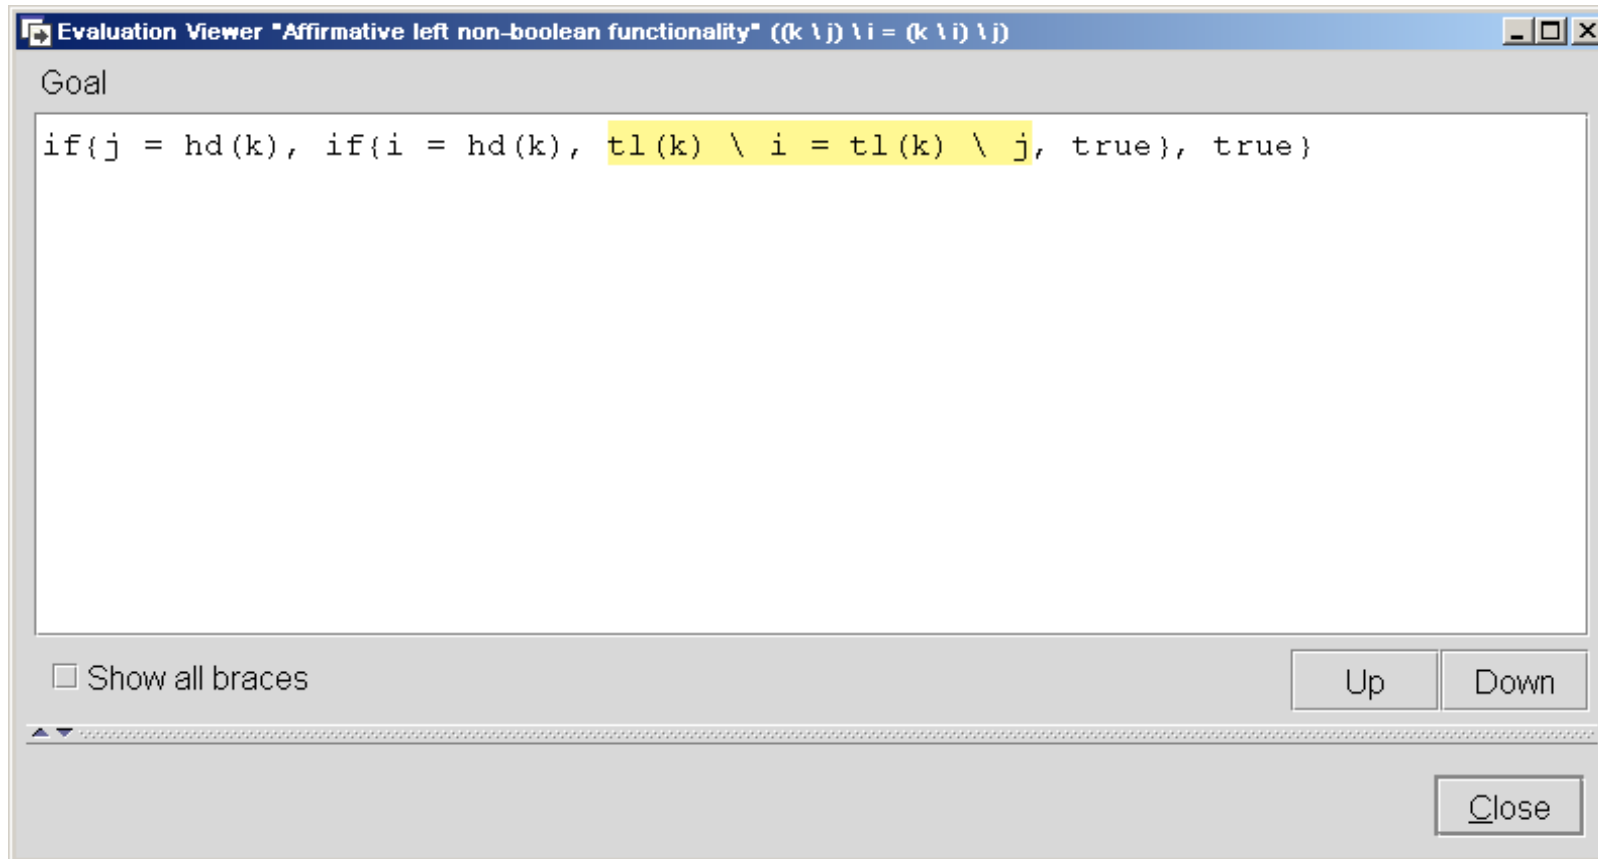 Evaluation Viewer "Affirmative left non-boolean functionality" ((k \ j) \ i = (k \ i) \ j)
Goal
if{j = hd(k), if{i = hd(k), tl(k) \ i = tl(k) \ j, true}, true}
Show all braces
Up
Down
Close